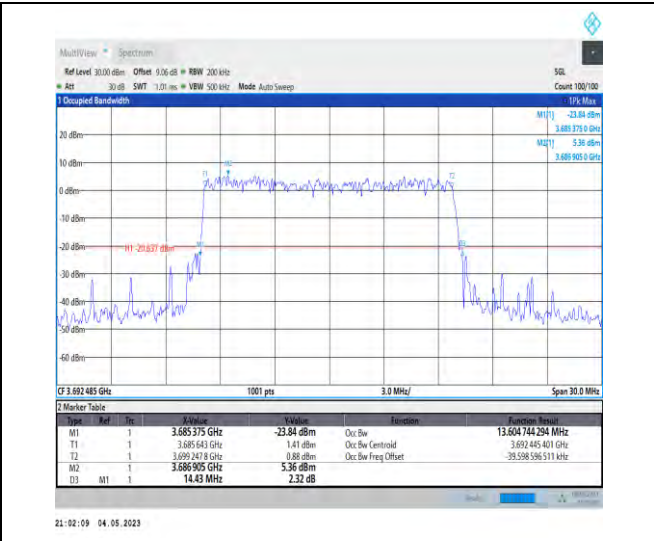 MultiView Spectrum
Ref Level 30.00 dBm Offset 9.06 dB RBW 200 kHz SGL
Att 30 dB SWT 1.01 ms VBW 500 kHz Mode Auto Sweep Count 100/100
1 Occupied Bandwidth 1Pk Max
M1[1] -23.84 dBm
3.685 375 0 GHz
M2[1] 5.36 dBm
3.686 905 0 GHz
20 dBm
10 dBm
0 dBm
-10 dBm
-20 dBm
H1 -20.637 dBm
-30 dBm
-40 dBm
-50 dBm
-60 dBm
T1
M2
T2
M1
D3
CF 3.692 485 GHz 1001 pts 3.0 MHz/ Span 30.0 MHz
2 Marker Table
Type Ref Trc X-Value Y-Value Function Function Result
M1 1 3.685 375 GHz -23.84 dBm Occ Bw 13.604 744 294 MHz
T1 1 3.685 643 GHz 1.41 dBm Occ Bw Centroid 3.692 445 401 GHz
T2 1 3.699 247 8 GHz 0.88 dBm Occ Bw Freq Offset -39.598 596 511 kHz
M2 1 3.686 905 GHz 5.36 dBm
D3 M1 1 14.43 MHz 2.32 dB
21:02:09 04.05.2023